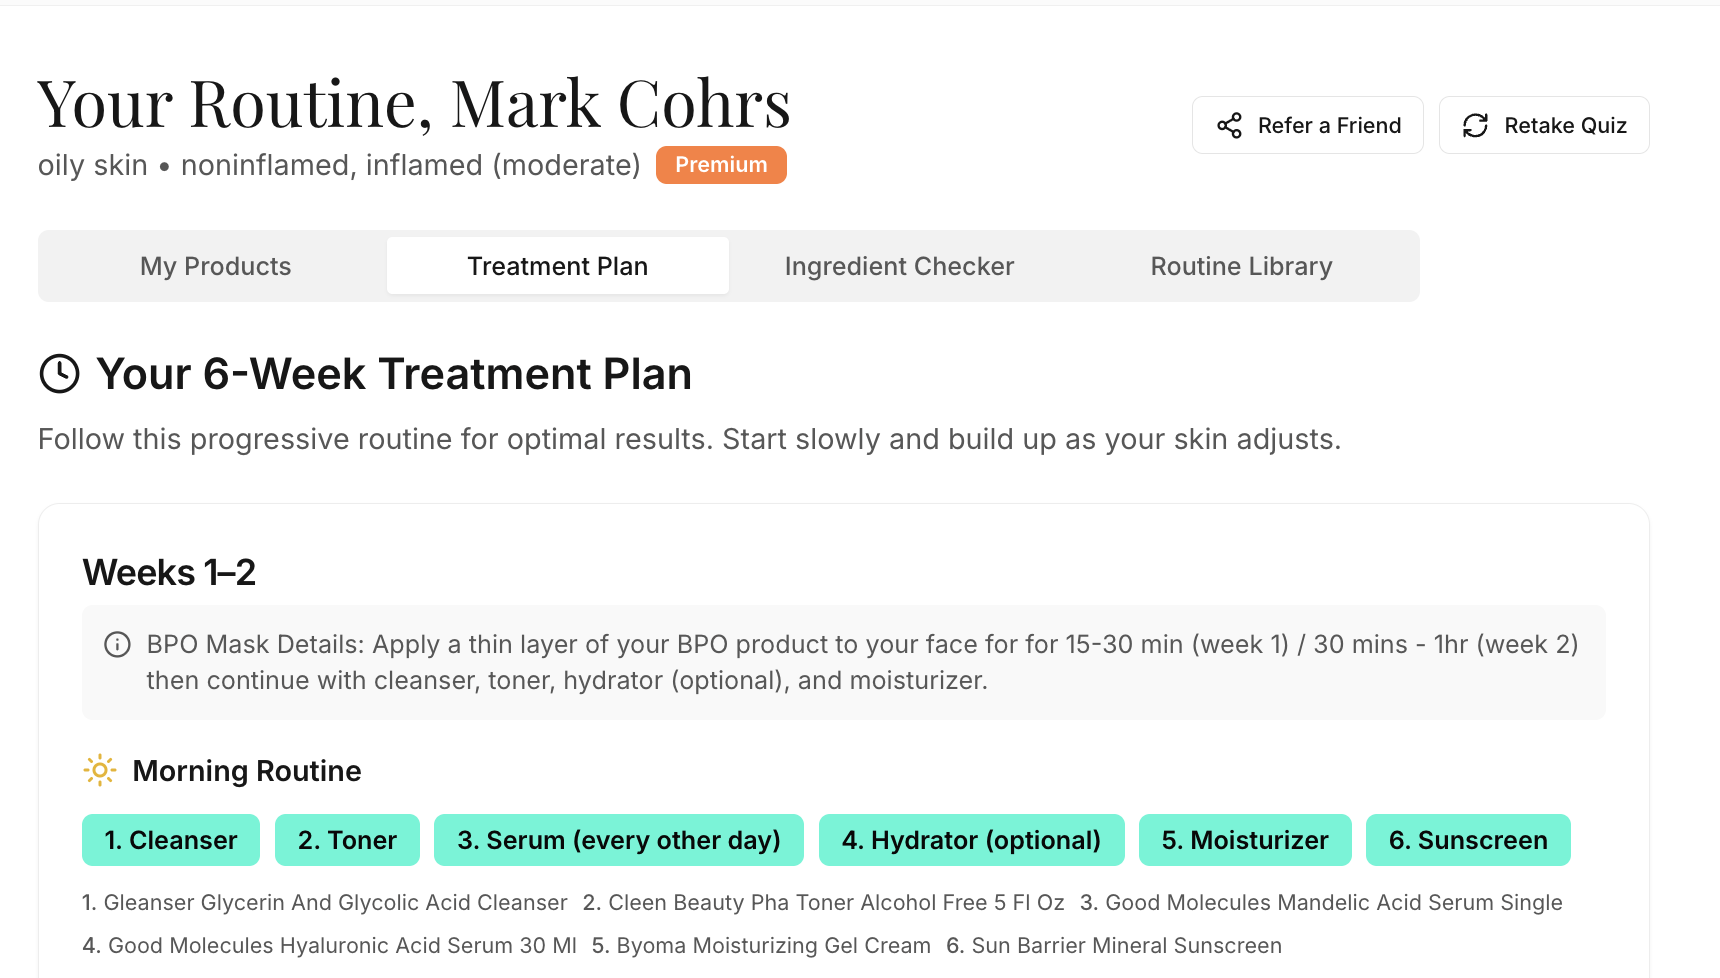 Your Routine, Mark Cohrs
Refer a Friend
Retake Quiz
oily skin • noninflamed, inflamed (moderate)
Premium
My Products
Treatment Plan
Ingredient Checker
Routine Library
Your 6-Week Treatment Plan
Follow this progressive routine for optimal results. Start slowly and build up as your skin adjusts.
Weeks 1–2
BPO Mask Details: Apply a thin layer of your BPO product to your face for for 15-30 min (week 1) / 30 mins - 1hr (week 2)
then continue with cleanser, toner, hydrator (optional), and moisturizer.
Morning Routine
1. Cleanser
2. Toner
3. Serum (every other day)
4. Hydrator (optional)
5. Moisturizer
6. Sunscreen
1. Gleanser Glycerin And Glycolic Acid Cleanser 2. Cleen Beauty Pha Toner Alcohol Free 5 Fl Oz 3. Good Molecules Mandelic Acid Serum Single
4. Good Molecules Hyaluronic Acid Serum 30 Ml 5. Byoma Moisturizing Gel Cream 6. Sun Barrier Mineral Sunscreen